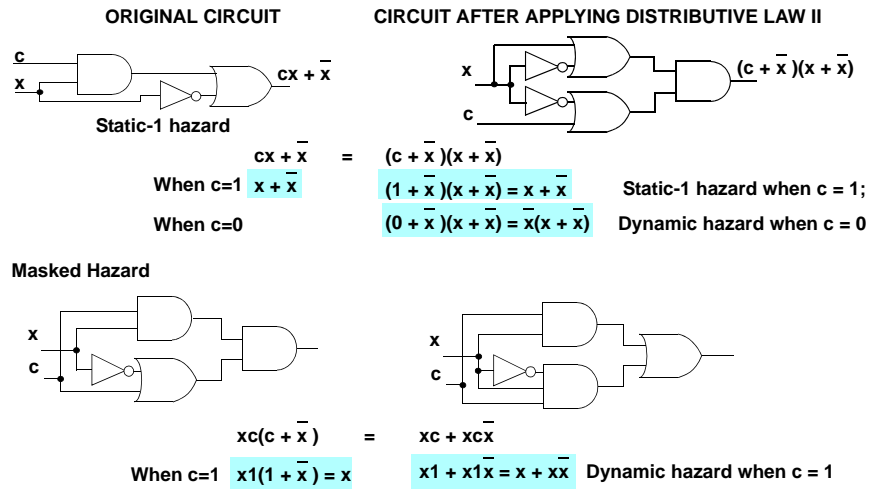 ORIGINAL CIRCUIT CIRCUIT AFTER APPLYING DISTRIBUTIVE LAW II
c
x
cx + x̅
Static-1 hazard
x
c
(c + x̅ )(x + x̅)
cx + x̅ = (c + x̅ )(x + x̅)
When c=1 x + x̅ (1 + x̅ )(x + x̅) = x + x̅ Static-1 hazard when c = 1;
When c=0 (0 + x̅ )(x + x̅) = x̅(x + x̅) Dynamic hazard when c = 0
Masked Hazard
x
c
x
c
xc(c + x̅ ) = xc + xcx̅
When c=1 x1(1 + x̅ ) = x x1 + x1x̅ = x + xx̅ Dynamic hazard when c = 1